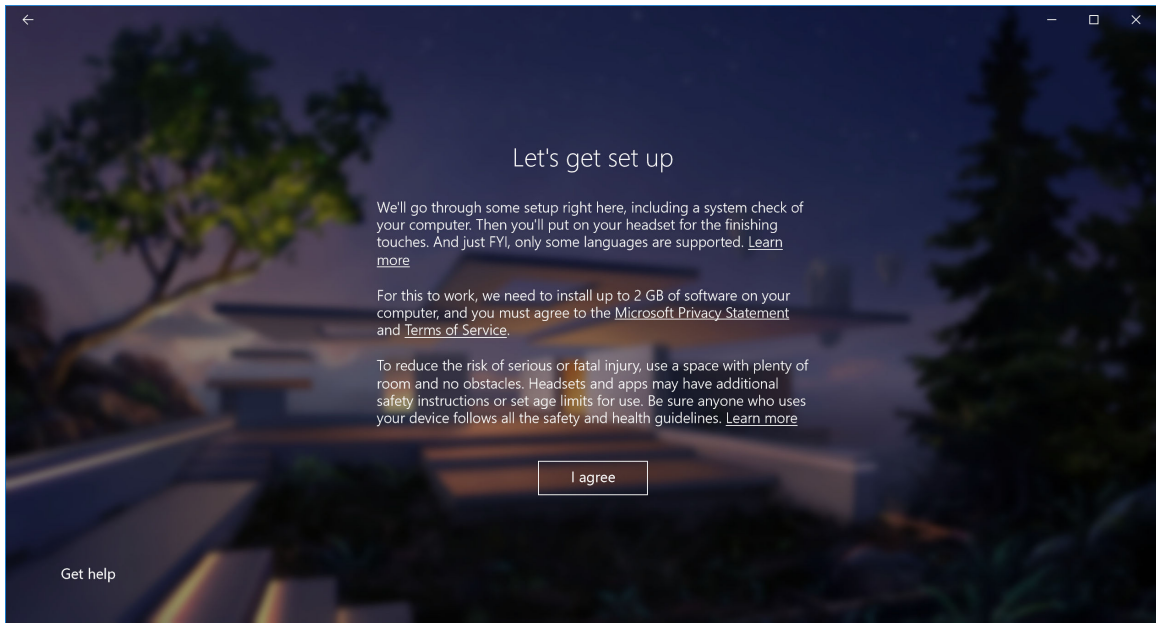 Let's get set up
We'll go through some setup right here, including a system check of
your computer. Then you'll put on your headset for the finishing
touches. And just FYI, only some languages are supported. Learn
more
For this to work, we need to install up to 2 GB of software on your
computer, and you must agree to the Microsoft Privacy Statement
and Terms of Service.
To reduce the risk of serious or fatal injury, use a space with plenty of
room and no obstacles. Headsets and apps may have additional
safety instructions or set age limits for use. Be sure anyone who uses
your device follows all the safety and health guidelines. Learn more
I agree
Get help